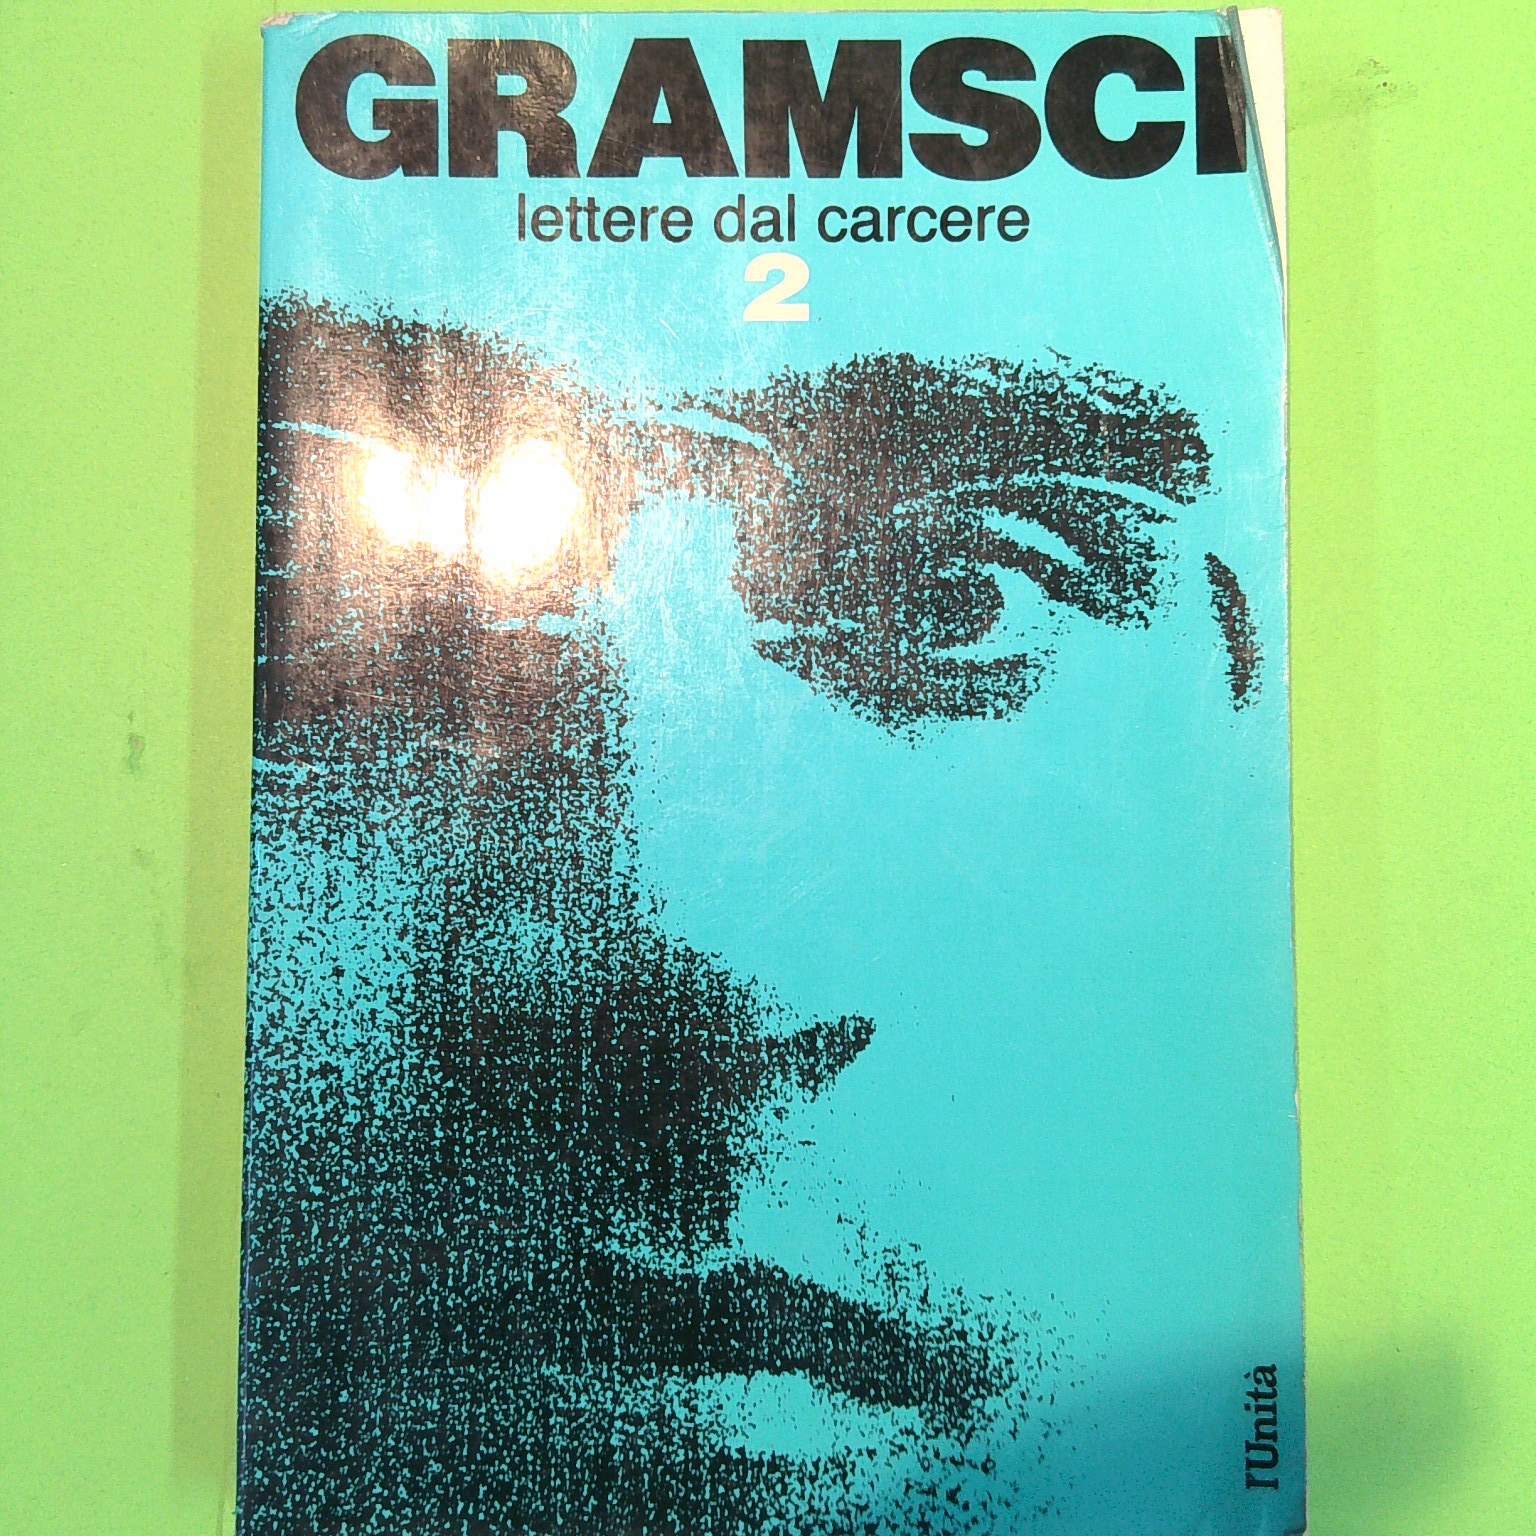 GRAMSCI
lettere dal carcere
2
l'Unità